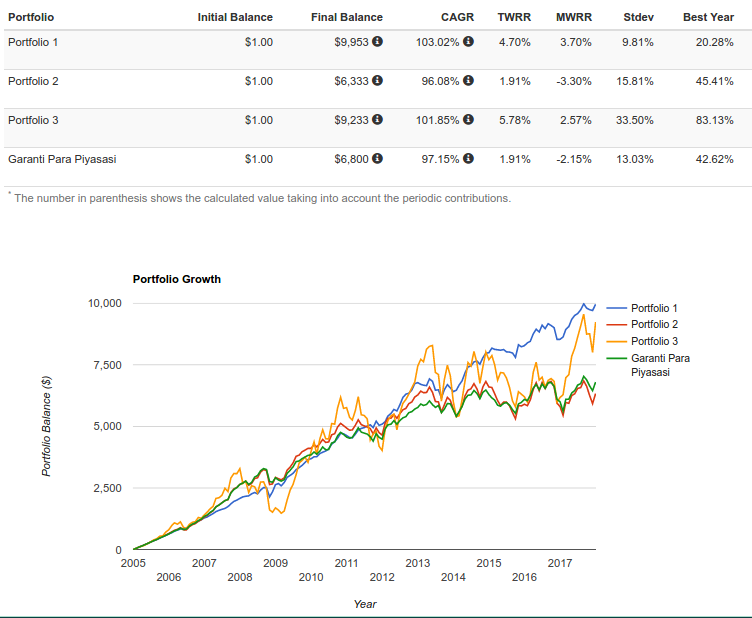 Portfolio Initial Balance Final Balance CAGR TWRR MWRR Stdev Best Year
Portfolio 1 $1.00 $9,953 103.02% 4.70% 3.70% 9.81% 20.28%
Portfolio 2 $1.00 $6,333 96.08% 1.91% -3.30% 15.81% 45.41%
Portfolio 3 $1.00 $9,233 101.85% 5.78% 2.57% 33.50% 83.13%
Garanti Para Piyasasi $1.00 $6,800 97.15% 1.91% -2.15% 13.03% 42.62%
* The number in parenthesis shows the calculated value taking into account the periodic contributions.
Portfolio Growth
10,000
7,500
5,000
2,500
0
Portfolio Balance ($)
2005 2007 2009 2011 2013 2015 2017
2006 2008 2010 2012 2014 2016
Year
Portfolio 1
Portfolio 2
Portfolio 3
Garanti Para
Piyasasi